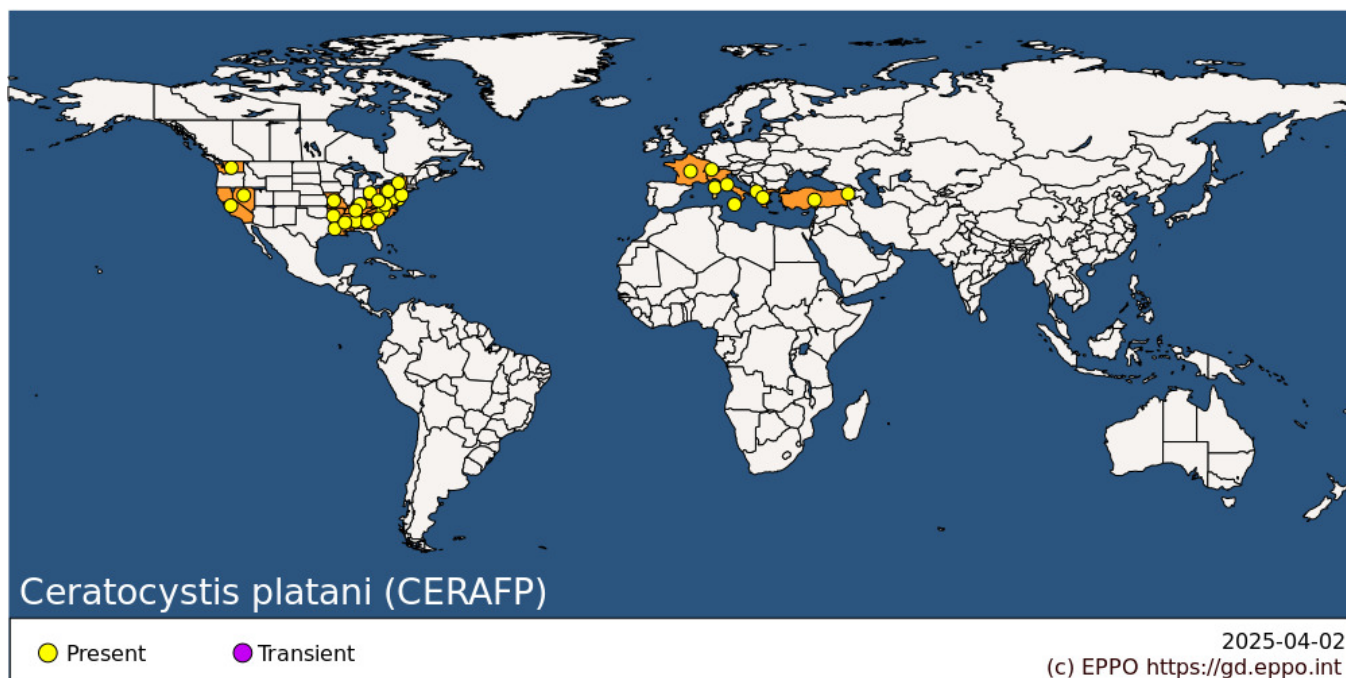 Ceratocystis platani (CERAFP)
Present
Transient
2025-04-02
(c) EPPO https://gd.eppo.int